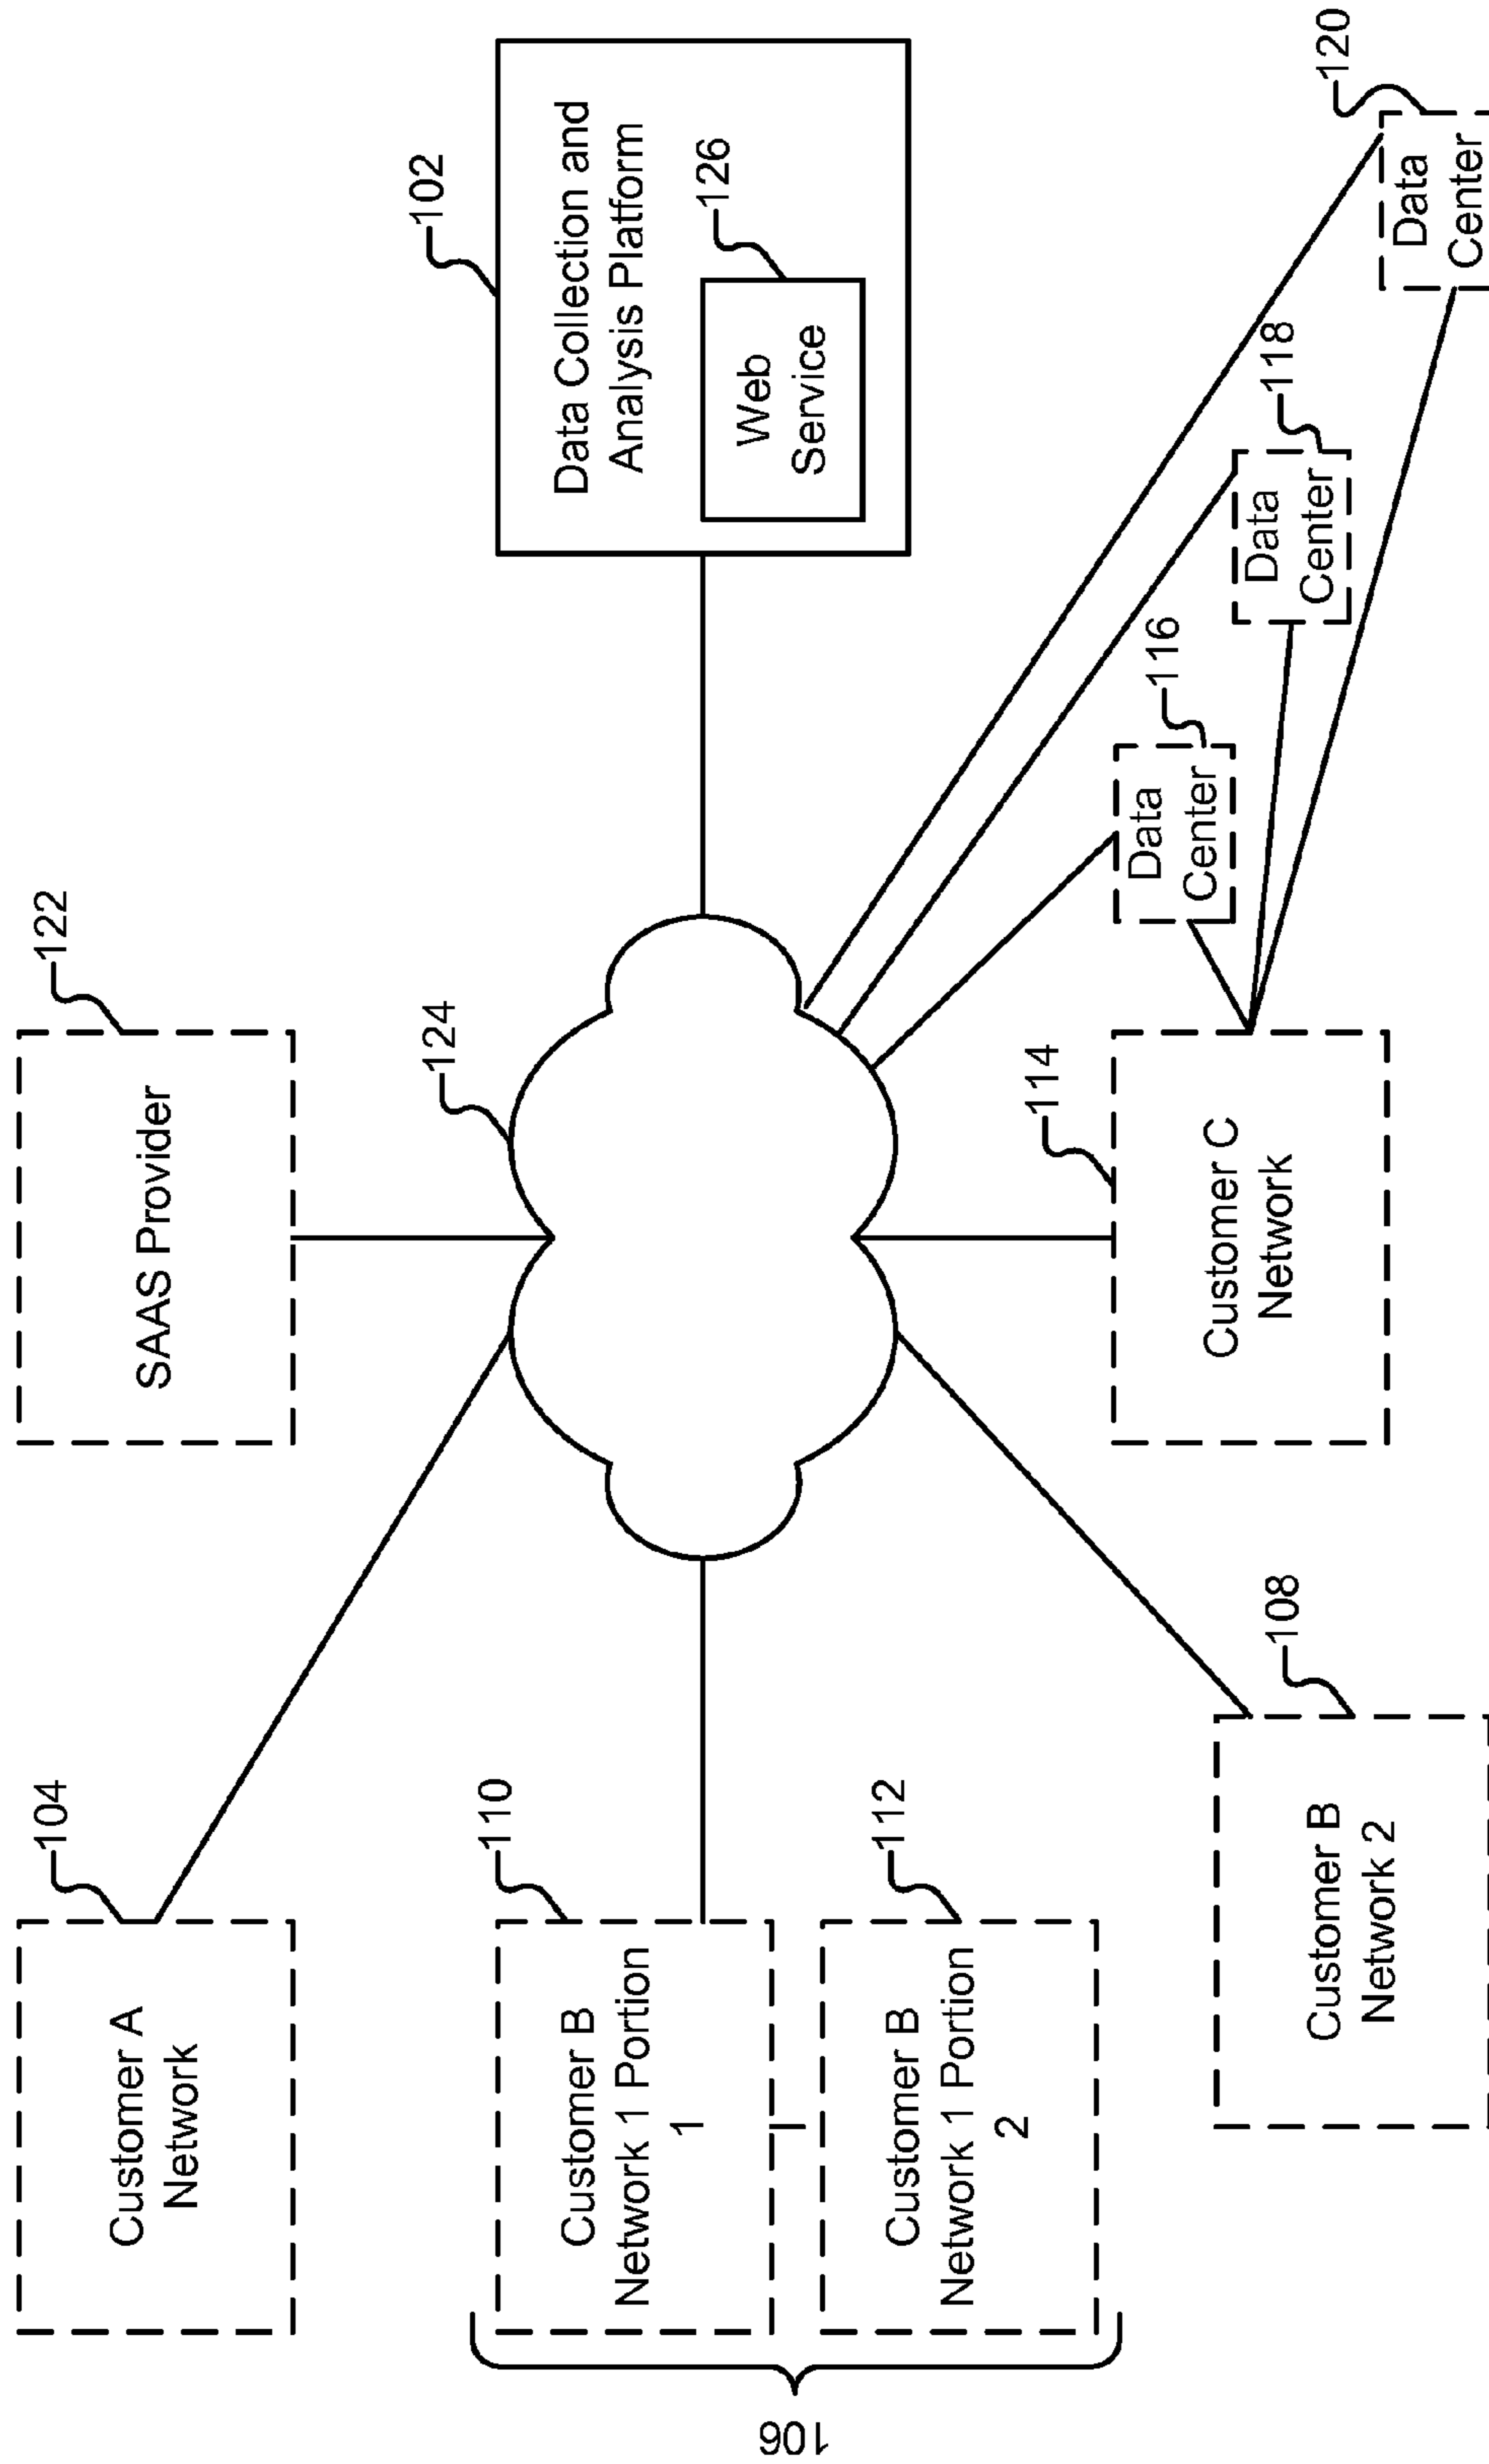 104
Customer A
Network
122
SAAS Provider
110
Customer B
Network 1 Portion
1
112
Customer B
Network 1 Portion
2
106
124
102
Data Collection and
Analysis Platform
126
Web
Service
108
Customer B
Network 2
114
Customer C
Network
116
Data
Center
118
Data
Center
120
Data
Center